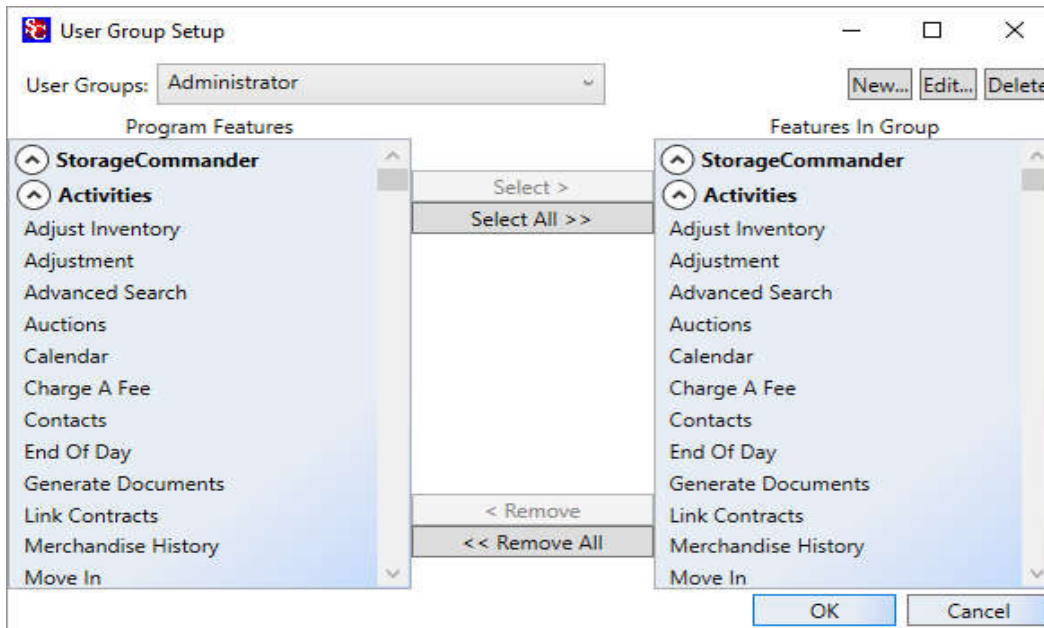 SC User Group Setup
User Groups: Administrator New... Edit... Delete
Program Features
StorageCommander
Activities
Adjust Inventory
Adjustment
Advanced Search
Auctions
Calendar
Charge A Fee
Contacts
End Of Day
Generate Documents
Link Contracts
Merchandise History
Move In
Select >
Select All >>
< Remove
<< Remove All
Features In Group
StorageCommander
Activities
Adjust Inventory
Adjustment
Advanced Search
Auctions
Calendar
Charge A Fee
Contacts
End Of Day
Generate Documents
Link Contracts
Merchandise History
Move In
OK Cancel